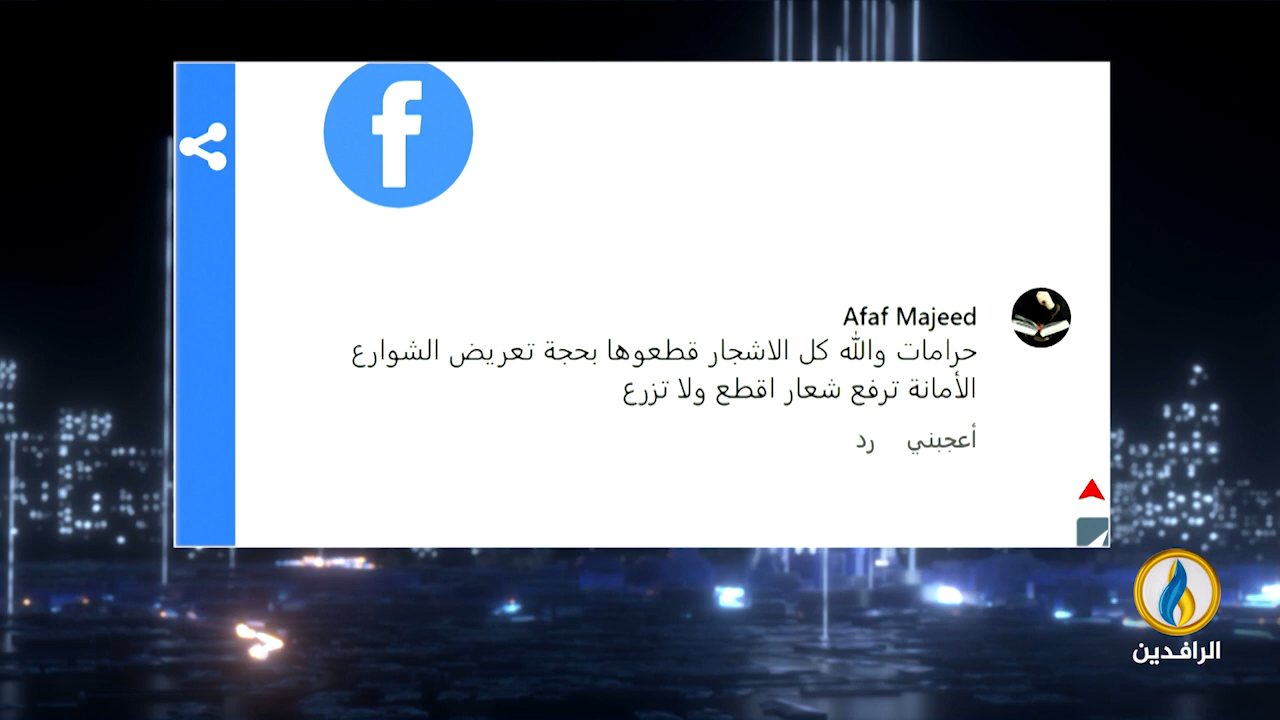 Afaf Majeed
حرامات والله كل الاشجار قطعوها بحجة تعريض الشوارع
الأمانة ترفع شعار اقطع ولا تزرع
أعجبني رد
الرافدين